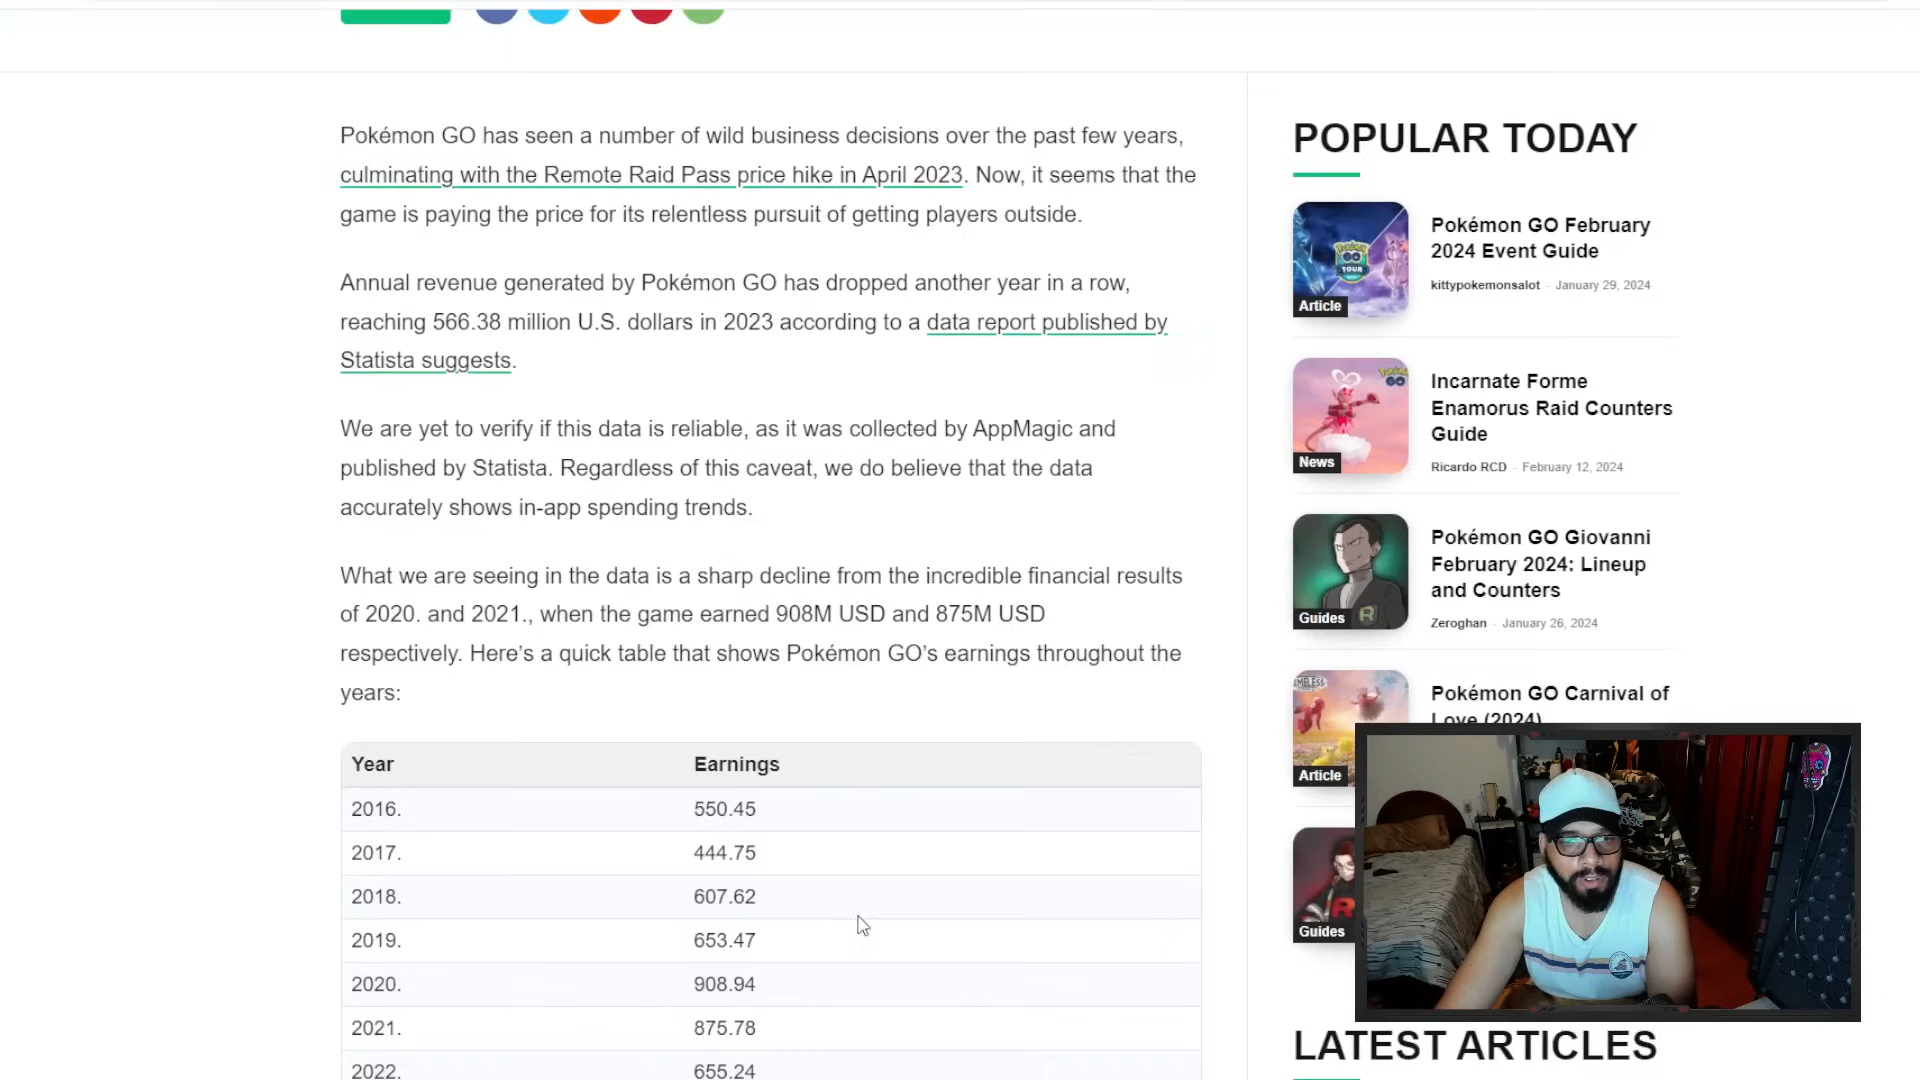 Pokémon GO has seen a number of wild business decisions over the past few years,
culminating with the Remote Raid Pass price hike in April 2023. Now, it seems that the
game is paying the price for its relentless pursuit of getting players outside.
Annual revenue generated by Pokémon GO has dropped another year in a row,
reaching 566.38 million U.S. dollars in 2023 according to a data report published by
Statista suggests.
We are yet to verify if this data is reliable, as it was collected by AppMagic and
published by Statista. Regardless of this caveat, we do believe that the data
accurately shows in-app spending trends.
What we are seeing in the data is a sharp decline from the incredible financial results
of 2020. and 2021., when the game earned 908M USD and 875M USD
respectively. Here’s a quick table that shows Pokémon GO’s earnings throughout the
years:
Year Earnings
2016. 550.45
2017. 444.75
2018. 607.62
2019. 653.47
2020. 908.94
2021. 875.78
2022. 655.24
POPULAR TODAY
Pokémon GO February
2024 Event Guide
kittypokemonsalot - January 29, 2024
GO
TOUR
Article
Incarnate Forme
Enamorus Raid Counters
Guide
Ricardo RCD - February 12, 2024
GO
News
Pokémon GO Giovanni
February 2024: Lineup
and Counters
Zeroghan - January 26, 2024
R
Guides
Pokémon GO Carnival of
Love (2024)
Article
R
Guides
LATEST ARTICLES